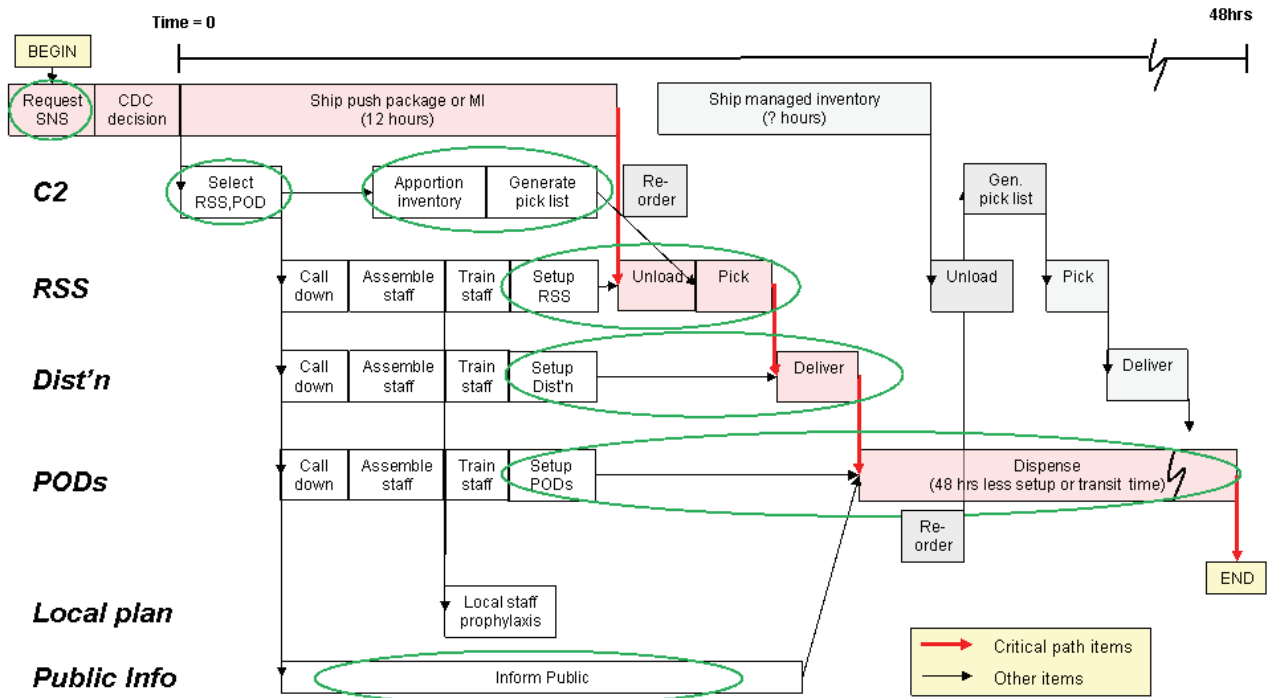 Time = 0
48hrs
BEGIN
Request
SNS
CDC
decision
Ship push package or MI
(12 hours)
Ship managed inventory
(? hours)
C2
Select
RSS,POD
Apportion
inventory
Generate
pick list
Re-
order
Gen.
pick list
RSS
Call
down
Assemble
staff
Train
staff
Setup
RSS
Unload
Pick
Unload
Pick
Dist'n
Call
down
Assemble
staff
Train
staff
Setup
Dist'n
Deliver
Deliver
PODs
Call
down
Assemble
staff
Train
staff
Setup
PODs
Dispense
(48 hrs less setup or transit time)
Re-
order
END
Local plan
Local staff
prophylaxis
Public Info
Inform Public
Critical path items
Other items